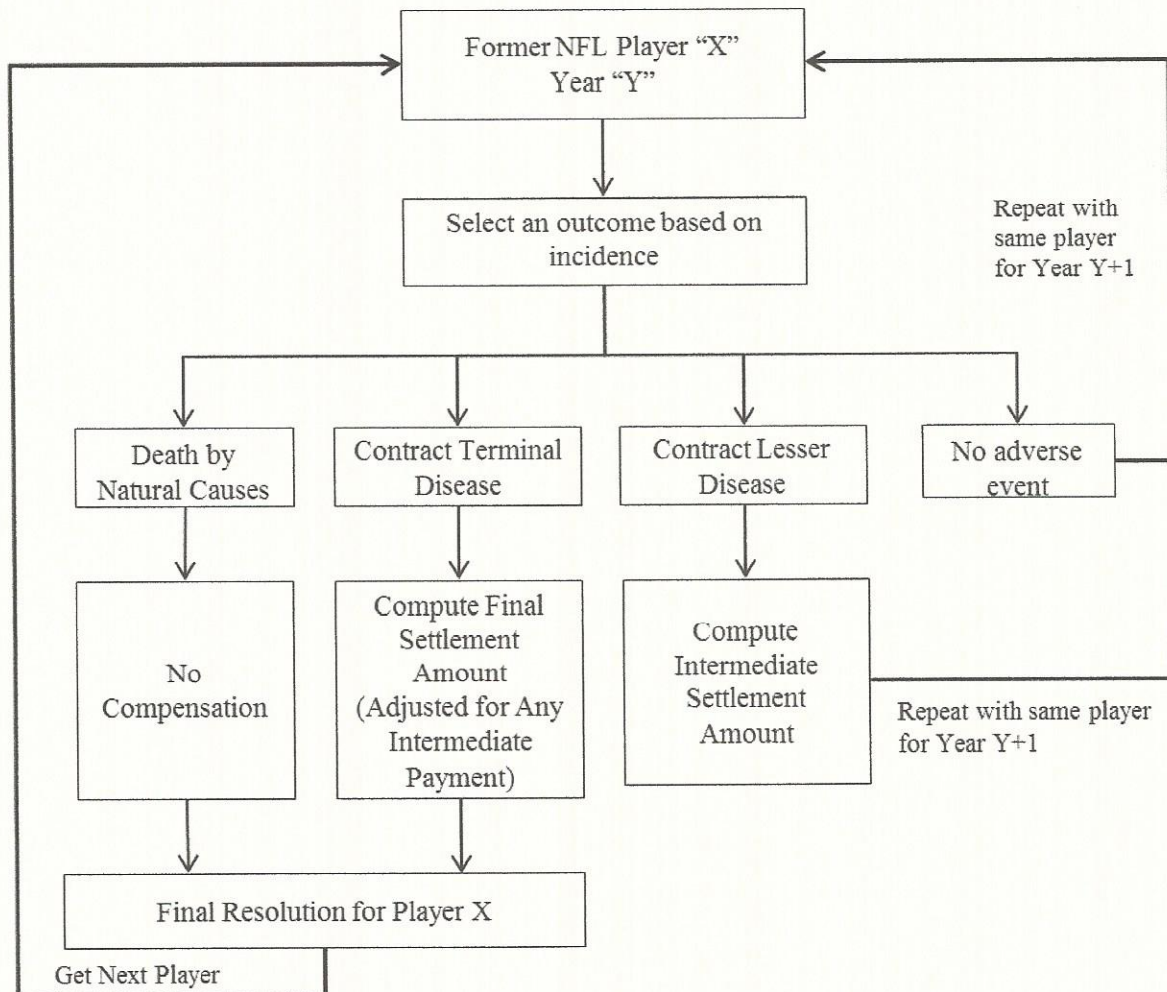 Former NFL Player “X”
Year “Y”
Select an outcome based on
incidence
Repeat with
same player
for Year Y+1
Death by
Natural Causes
Contract Terminal
Disease
Contract Lesser
Disease
No adverse
event
No
Compensation
Compute Final
Settlement
Amount
(Adjusted for Any
Intermediate
Payment)
Compute
Intermediate
Settlement
Amount
Repeat with same player
for Year Y+1
Final Resolution for Player X
Get Next Player